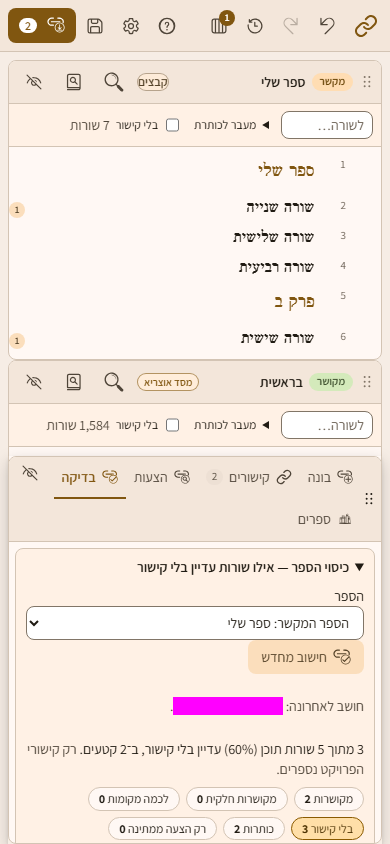 2
1
מקשר ספר שלי קבצים
לשורה... ◀ מעבר לכותרת בלי קישור 7 שורות
1 ספר שלי
2 שורה שנייה 1
3 שורה שלישית
4 שורה רביעית
5 פרק ב
6 שורה שישית 1
מקושר בראשית מסד אוצריא
לשורה... ◀ מעבר לכותרת בלי קישור 1,584 שורות
בונה קישורים 2 הצעות בדיקה
ספרים
▼ כיסוי הספר — אילו שורות עדיין בלי קישור
הספר
הספר המקשר: ספר שלי
חישוב מחדש
חושב לאחרונה: .
3 מתוך 5 שורות תוכן (60%) עדיין בלי קישור, ב־2 קטעים. רק קישורי
הפרויקט נספרים.
מקושרות 2 מקושרות חלקית 0 לכמה מקומות 0
בלי קישור 3 כותרות 2 רק הצעה ממתינה 0